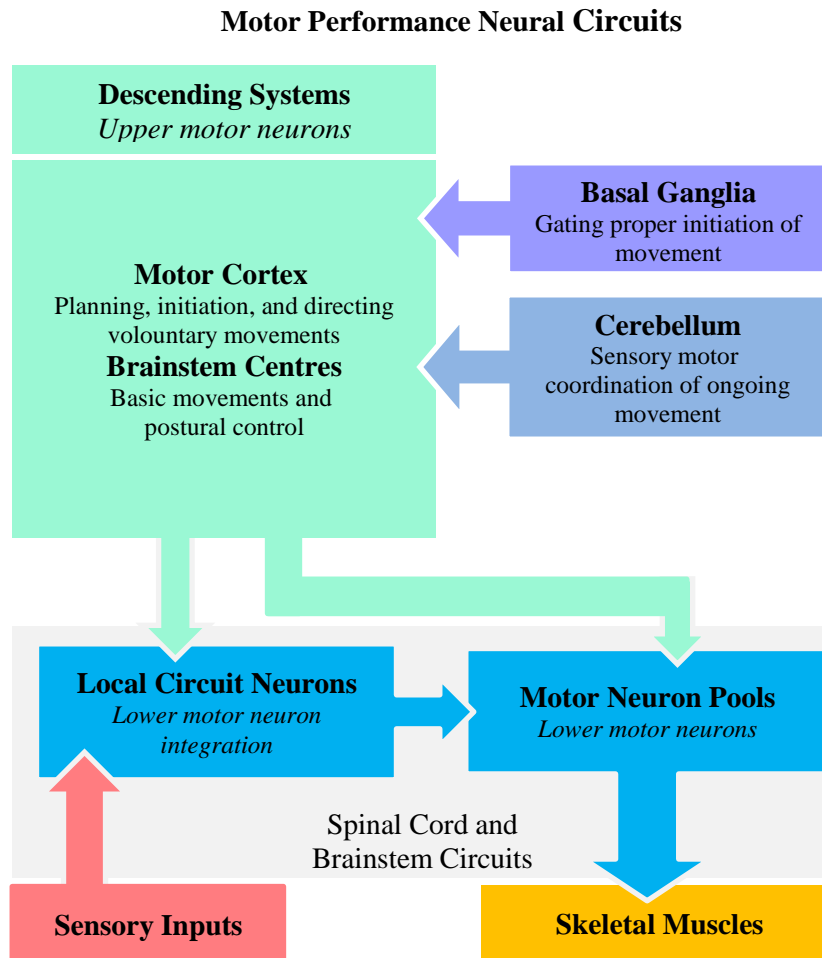 Motor Performance Neural Circuits
Descending Systems
Upper motor neurons
Motor Cortex
Planning, initiation, and directing
volountary movements
Brainstem Centres
Basic movements and
postural control
Basal Ganglia
Gating proper initiation of
movement
Cerebellum
Sensory motor
coordination of ongoing
movement
Local Circuit Neurons
Lower motor neuron
integration
Motor Neuron Pools
Lower motor neurons
Spinal Cord and
Brainstem Circuits
Sensory Inputs
Skeletal Muscles